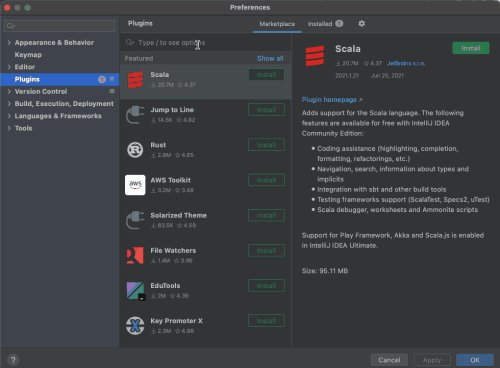 Preferences
Plugins
Marketplace
Installed 1
Type / to see options
Appearance & Behavior
Keymap
Editor
Plugins 1
Version Control
Build, Execution, Deployment
Languages & Frameworks
Tools
Featured
Show all
Scala
20.7M 4.37
Install
Jump to Line
14.5K 4.82
Install
Rust
2.9M 4.65
Install
aws
AWS Toolkit
3.2M 3.48
Install
Solarized Theme
83.5K 4.59
Install
File Watchers
1.4M 3.96
Install
EduTools
2M 4.39
Install
Key Promoter X
2.3M 4.98
Install
Scala
Install
20.7M 4.37 JetBrains s.r.o.
2021.1.21 Jun 25, 2021
Plugin homepage ↗
Adds support for the Scala language. The following
features are available for free with IntelliJ IDEA
Community Edition:
• Coding assistance (highlighting, completion,
formatting, refactorings, etc.)
• Navigation, search, information about types and
implicits
• Integration with sbt and other build tools
• Testing frameworks support (ScalaTest, Specs2, uTest)
• Scala debugger, worksheets and Ammonite scripts
Support for Play Framework, Akka and Scala.js is enabled
in IntelliJ IDEA Ultimate.
Size: 95.11 MB
?
Cancel
Apply
OK